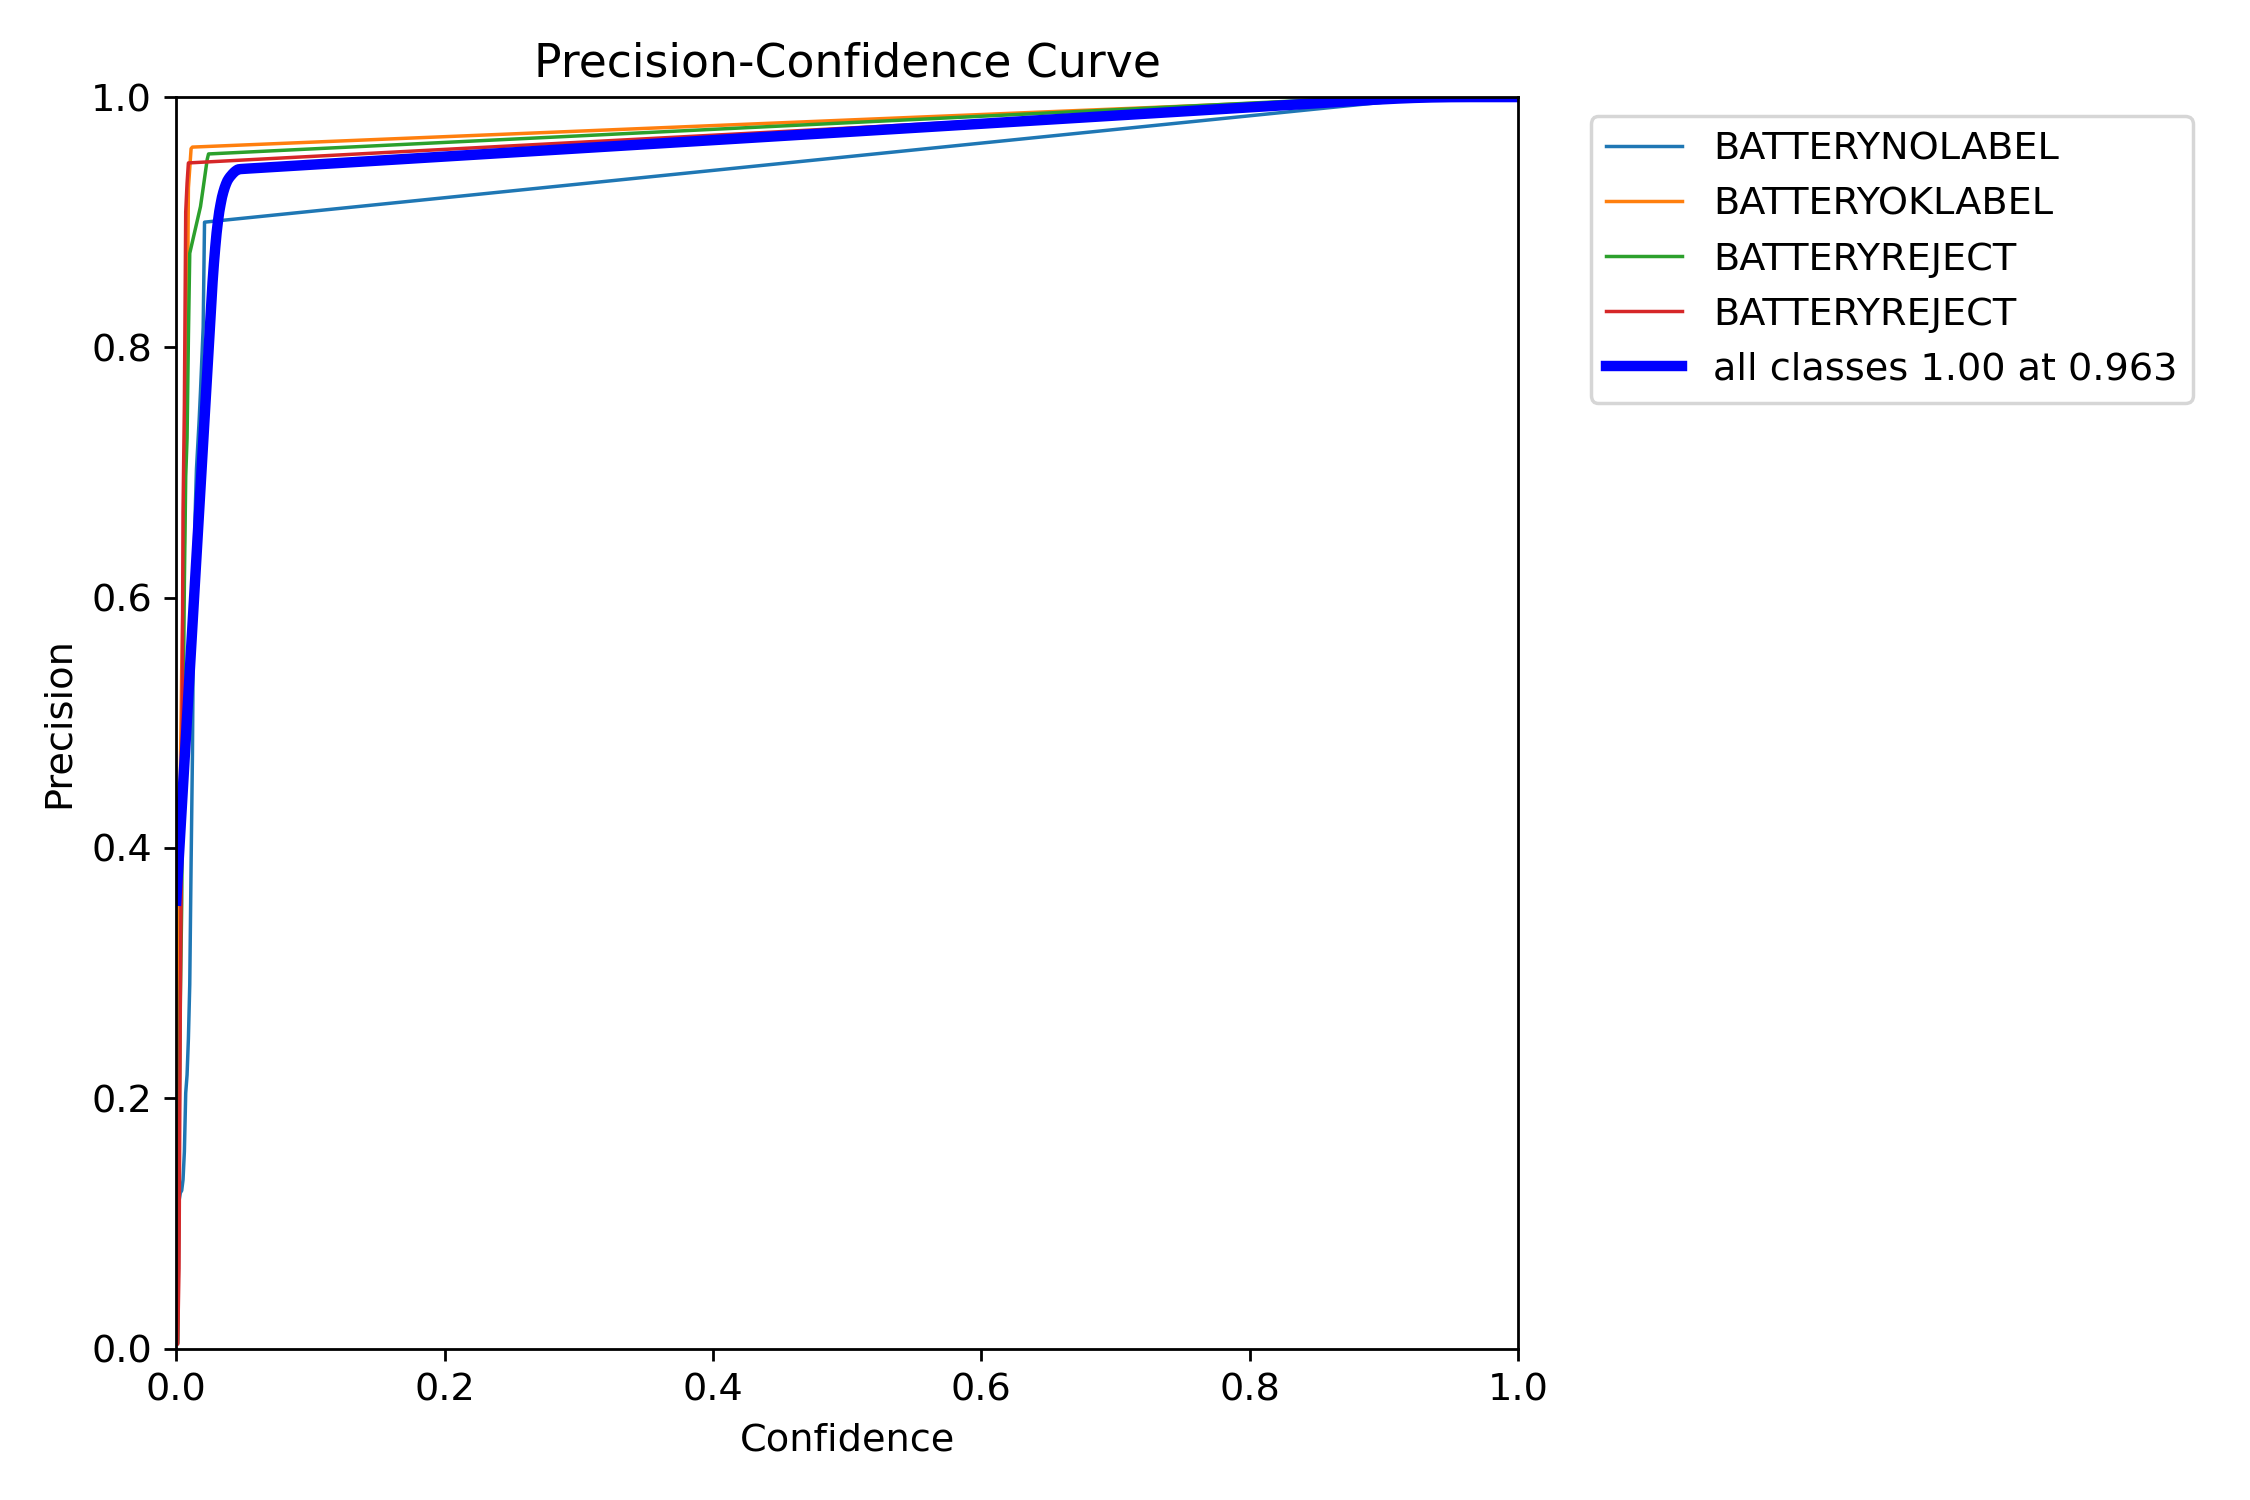 Precision-Confidence Curve
1.0
0.8
0.6
0.4
0.2
0.0
Precision
0.0 0.2 0.4 0.6 0.8 1.0
Confidence
BATTERYNOLABEL
BATTERYOKLABEL
BATTERYREJECT
BATTERYREJECT
all classes 1.00 at 0.963